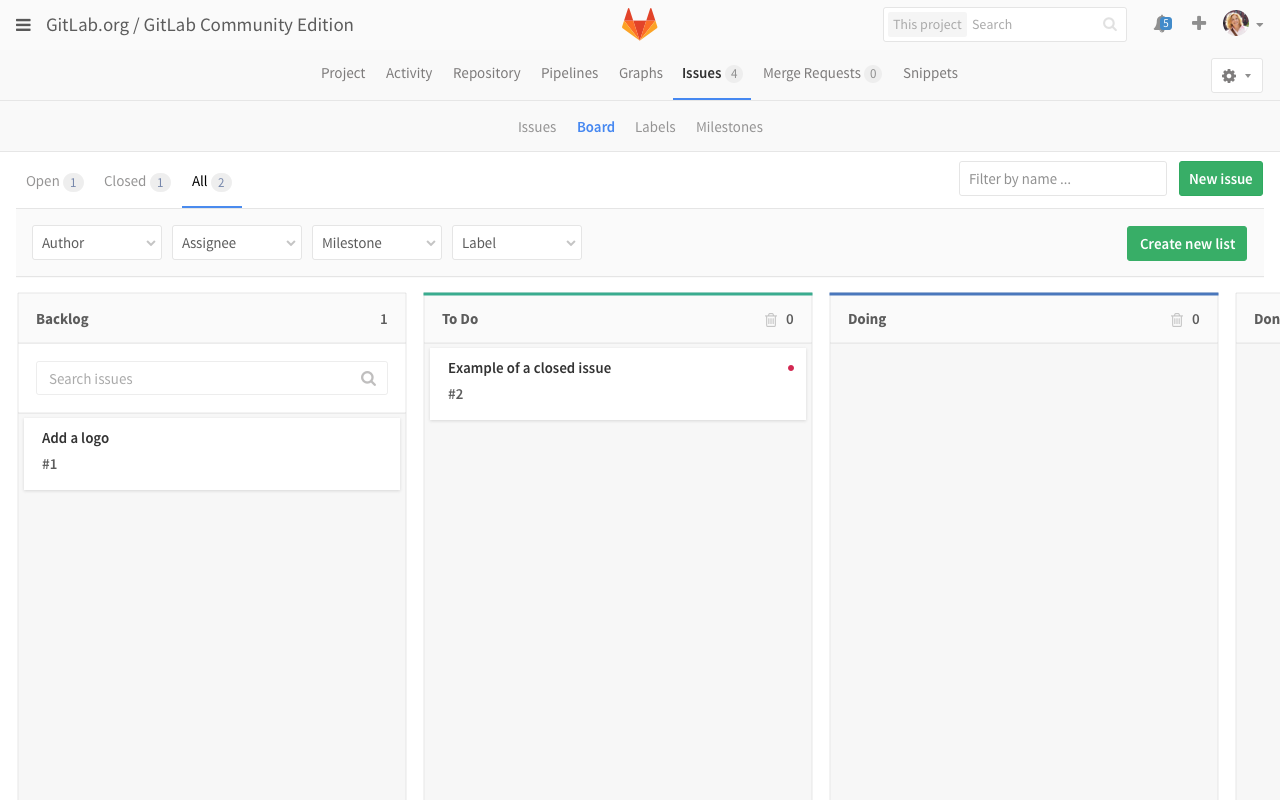 GitLab.org / GitLab Community Edition
This project Search
5
Project Activity Repository Pipelines Graphs Issues 4 Merge Requests 0 Snippets
Issues Board Labels Milestones
Open 1 Closed 1 All 2
Filter by name ...
New issue
Author Assignee Milestone Label
Create new list
Backlog 1
Search issues
Add a logo
#1
To Do 0
Example of a closed issue
#2
Doing 0
Don